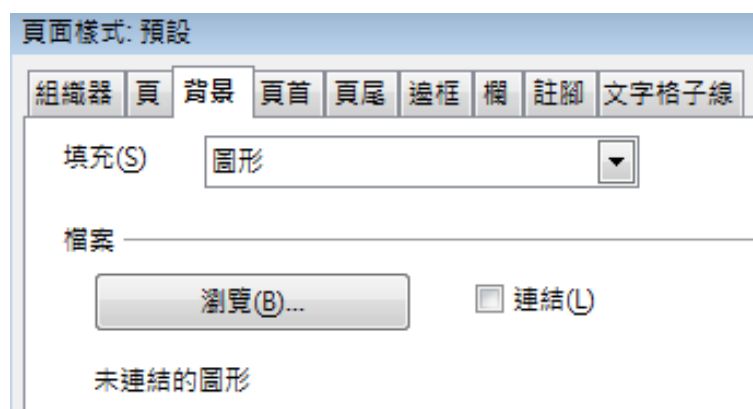 頁面樣式: 預設
組織器 頁 背景 頁首 頁尾 邊框 欄 註腳 文字格子線
填充(S) 圖形
檔案
瀏覽(B)... 連結(L)
未連結的圖形